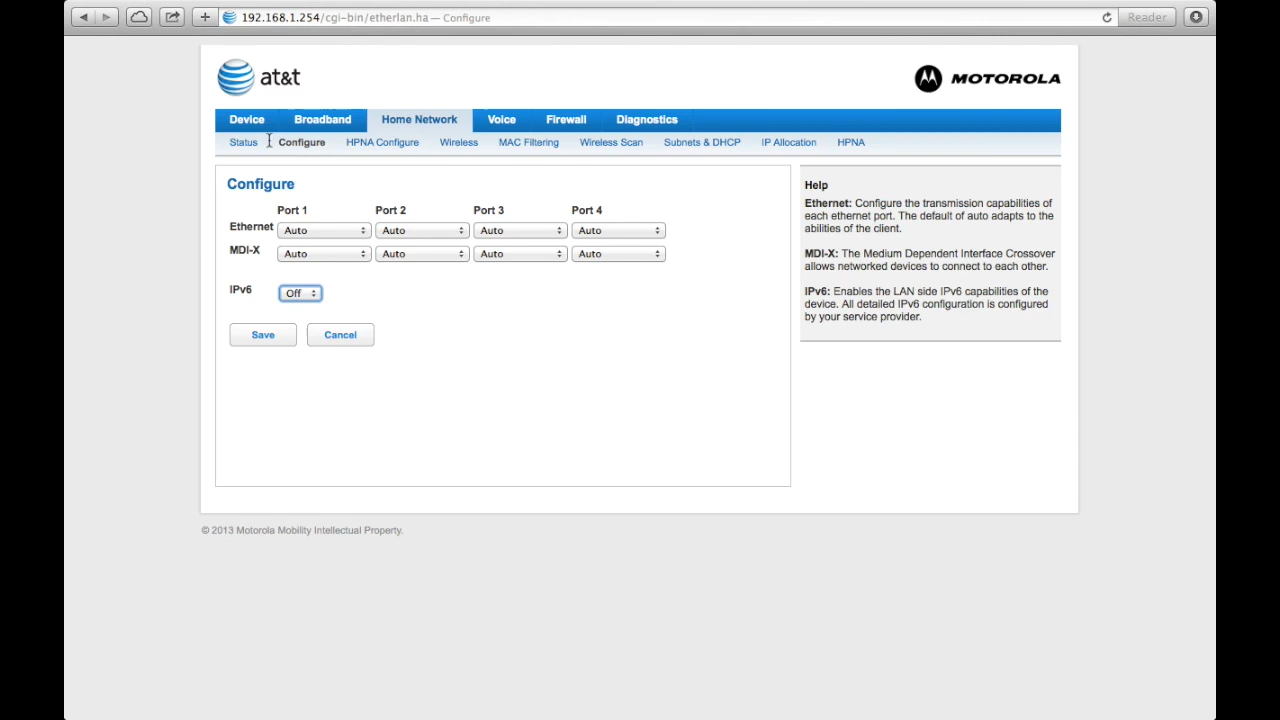 192.168.1.254/cgi-bin/etherlan.ha — Configure
Reader
at&t
MOTOROLA
Device Broadband Home Network Voice Firewall Diagnostics
Status Configure HPNA Configure Wireless MAC Filtering Wireless Scan Subnets & DHCP IP Allocation HPNA
Configure
Port 1 Port 2 Port 3 Port 4
Ethernet Auto Auto Auto Auto
MDI-X Auto Auto Auto Auto
IPv6 Off
Save Cancel
Help
Ethernet: Configure the transmission capabilities of
each ethernet port. The default of auto adapts to the
abilities of the client.
MDI-X: The Medium Dependent Interface Crossover
allows networked devices to connect to each other.
IPv6: Enables the LAN side IPv6 capabilities of the
device. All detailed IPv6 configuration is configured
by your service provider.
© 2013 Motorola Mobility Intellectual Property.